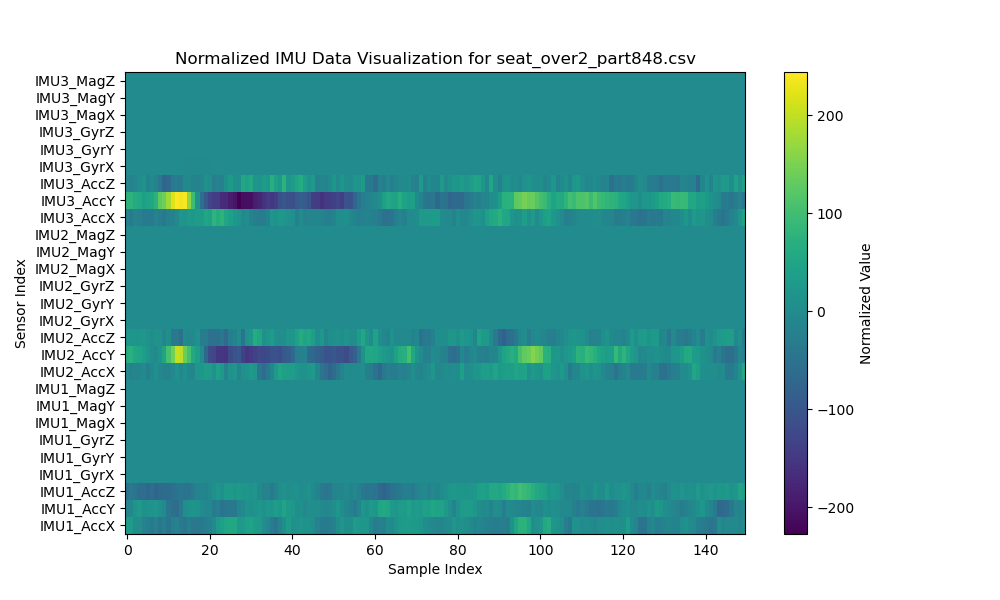 Normalized IMU Data Visualization for seat_over2_part848.csv
IMU3_MagZ
IMU3_MagY
IMU3_MagX
IMU3_GyrZ
IMU3_GyrY
IMU3_GyrX
IMU3_AccZ
IMU3_AccY
IMU3_AccX
IMU2_MagZ
IMU2_MagY
IMU2_MagX
IMU2_GyrZ
IMU2_GyrY
IMU2_GyrX
IMU2_AccZ
IMU2_AccY
IMU2_AccX
IMU1_MagZ
IMU1_MagY
IMU1_MagX
IMU1_GyrZ
IMU1_GyrY
IMU1_GyrX
IMU1_AccZ
IMU1_AccY
IMU1_AccX
Sensor Index
0 20 40 60 80 100 120 140
Sample Index
200
100
0
−100
−200
Normalized Value